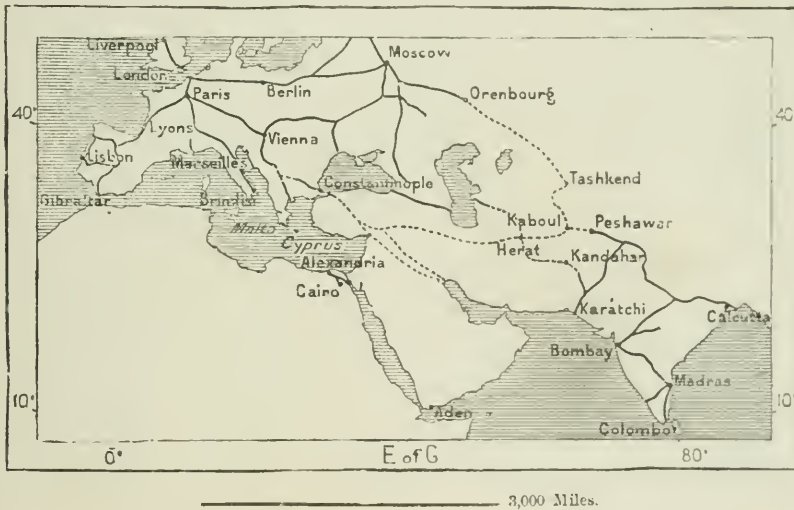 Liverpool
Moscow
London
Berlin
Orenbourg
Paris
40°
40°
Lyons
Vienna
Lisbon
Marseilles
Constantinople
Tashkend
Gibraltar
Brindisi
Kaboul
Peshawar
Malta
Cyprus
Herat
Kandahar
Alexandria
Cairo
Karatchi
Calcutta
Bombay
Madras
10°
Aden
10°
Colombo
0°
E of G
80°
3,000 Miles.